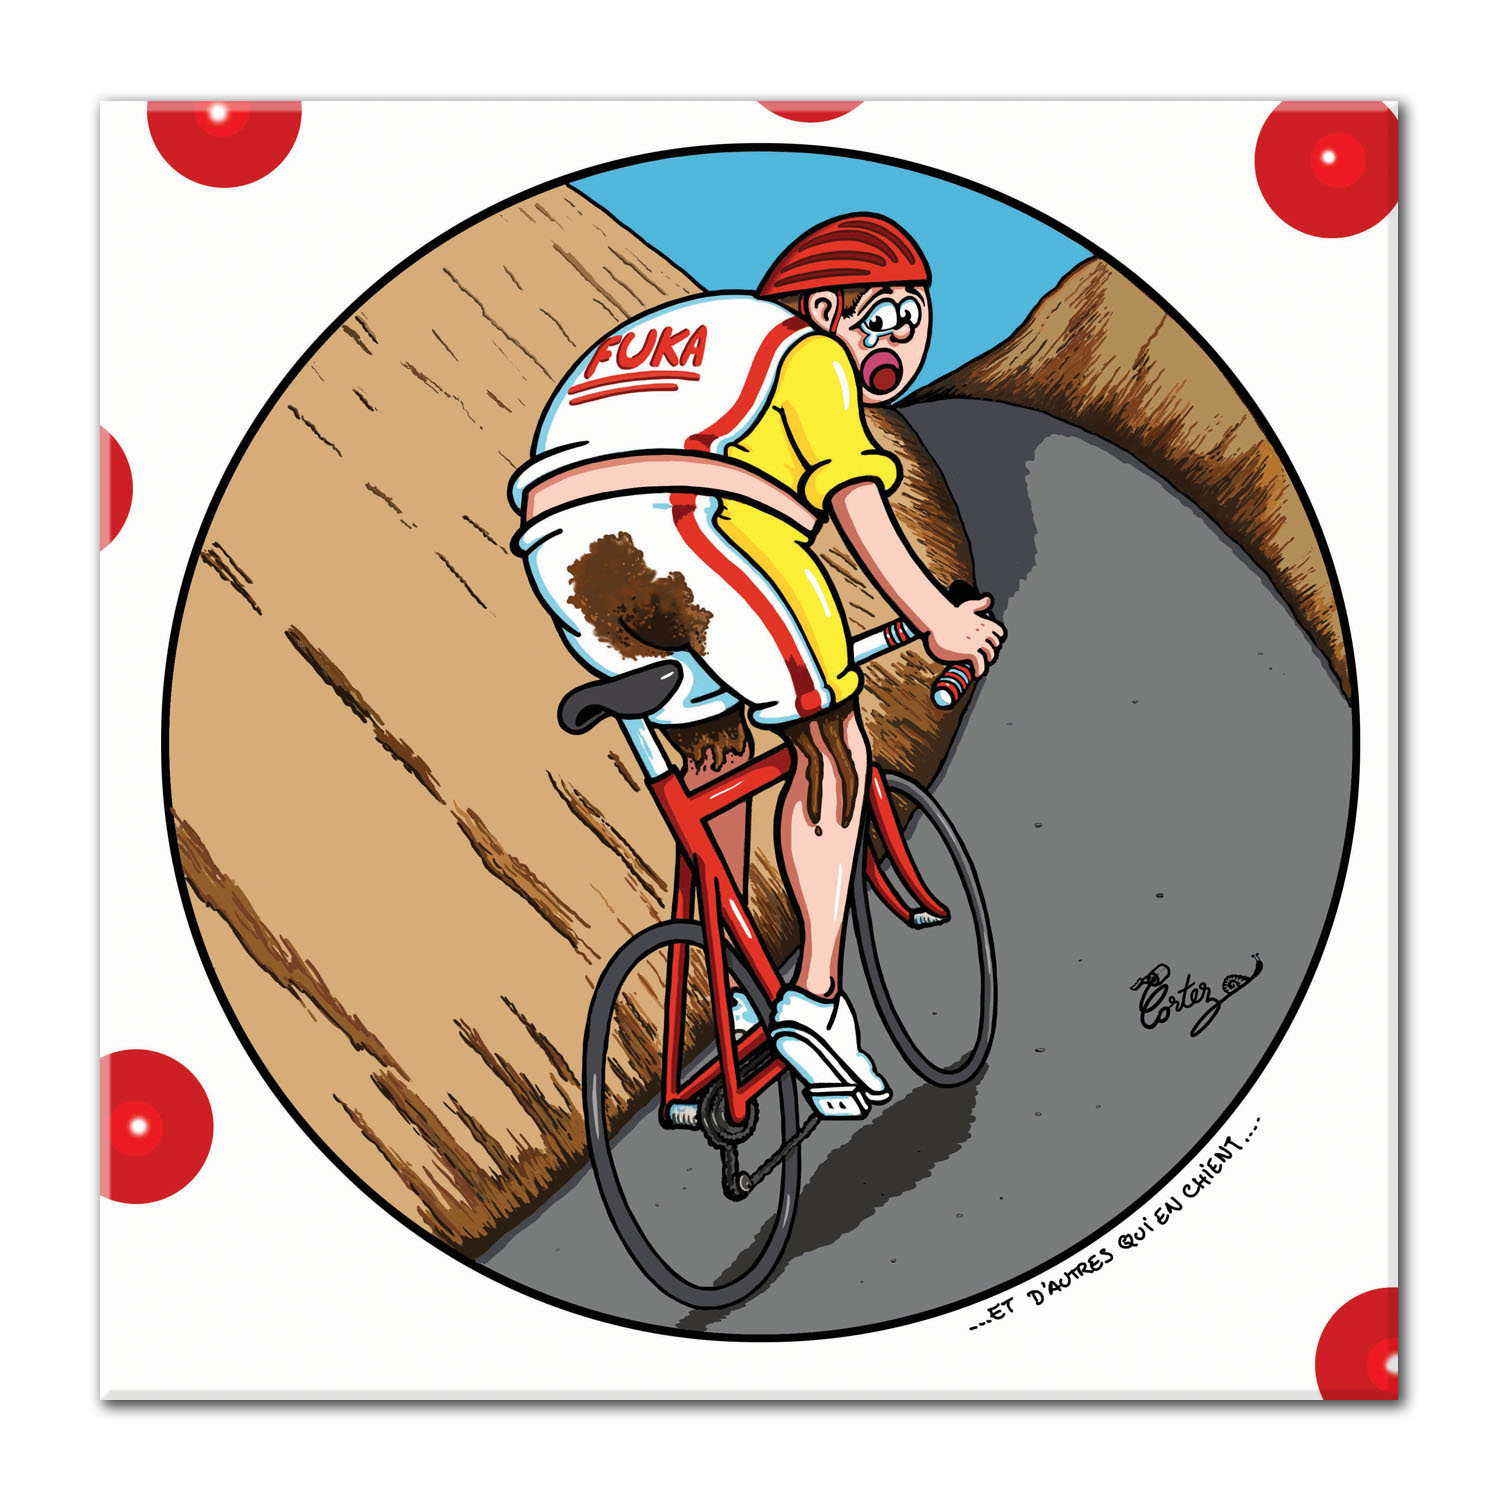 FUKA
Cortez
...ET D'AUTRES QUI EN CHIENT....